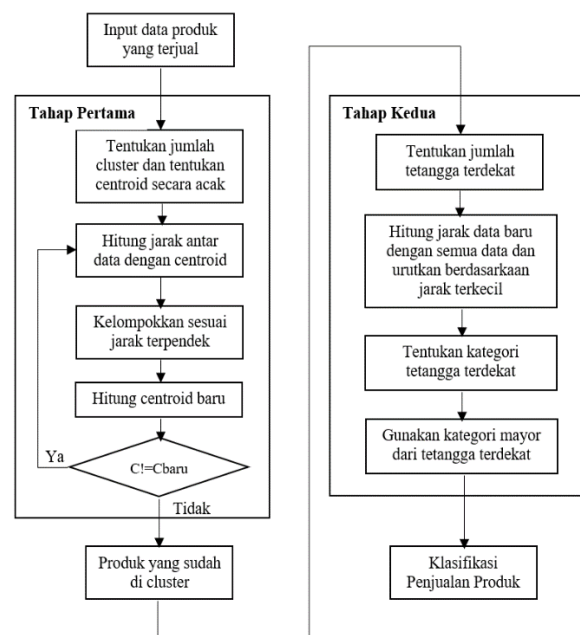 Input data produk
yang terjual
Tahap Pertama
Tentukan jumlah
cluster dan tentukan
centroid secara acak
Hitung jarak antar
data dengan centroid
Kelompokkan sesuai
jarak terpendek
Hitung centroid baru
Ya
C!=Cbaru
Tidak
Produk yang sudah
di cluster
Tahap Kedua
Tentukan jumlah
tetangga terdekat
Hitung jarak data baru
dengan semua data dan
urutkan berdasarkaan
jarak terkecil
Tentukan kategori
tetangga terdekat
Gunakan kategori mayor
dari tetangga terdekat
Klasifikasi
Penjualan Produk